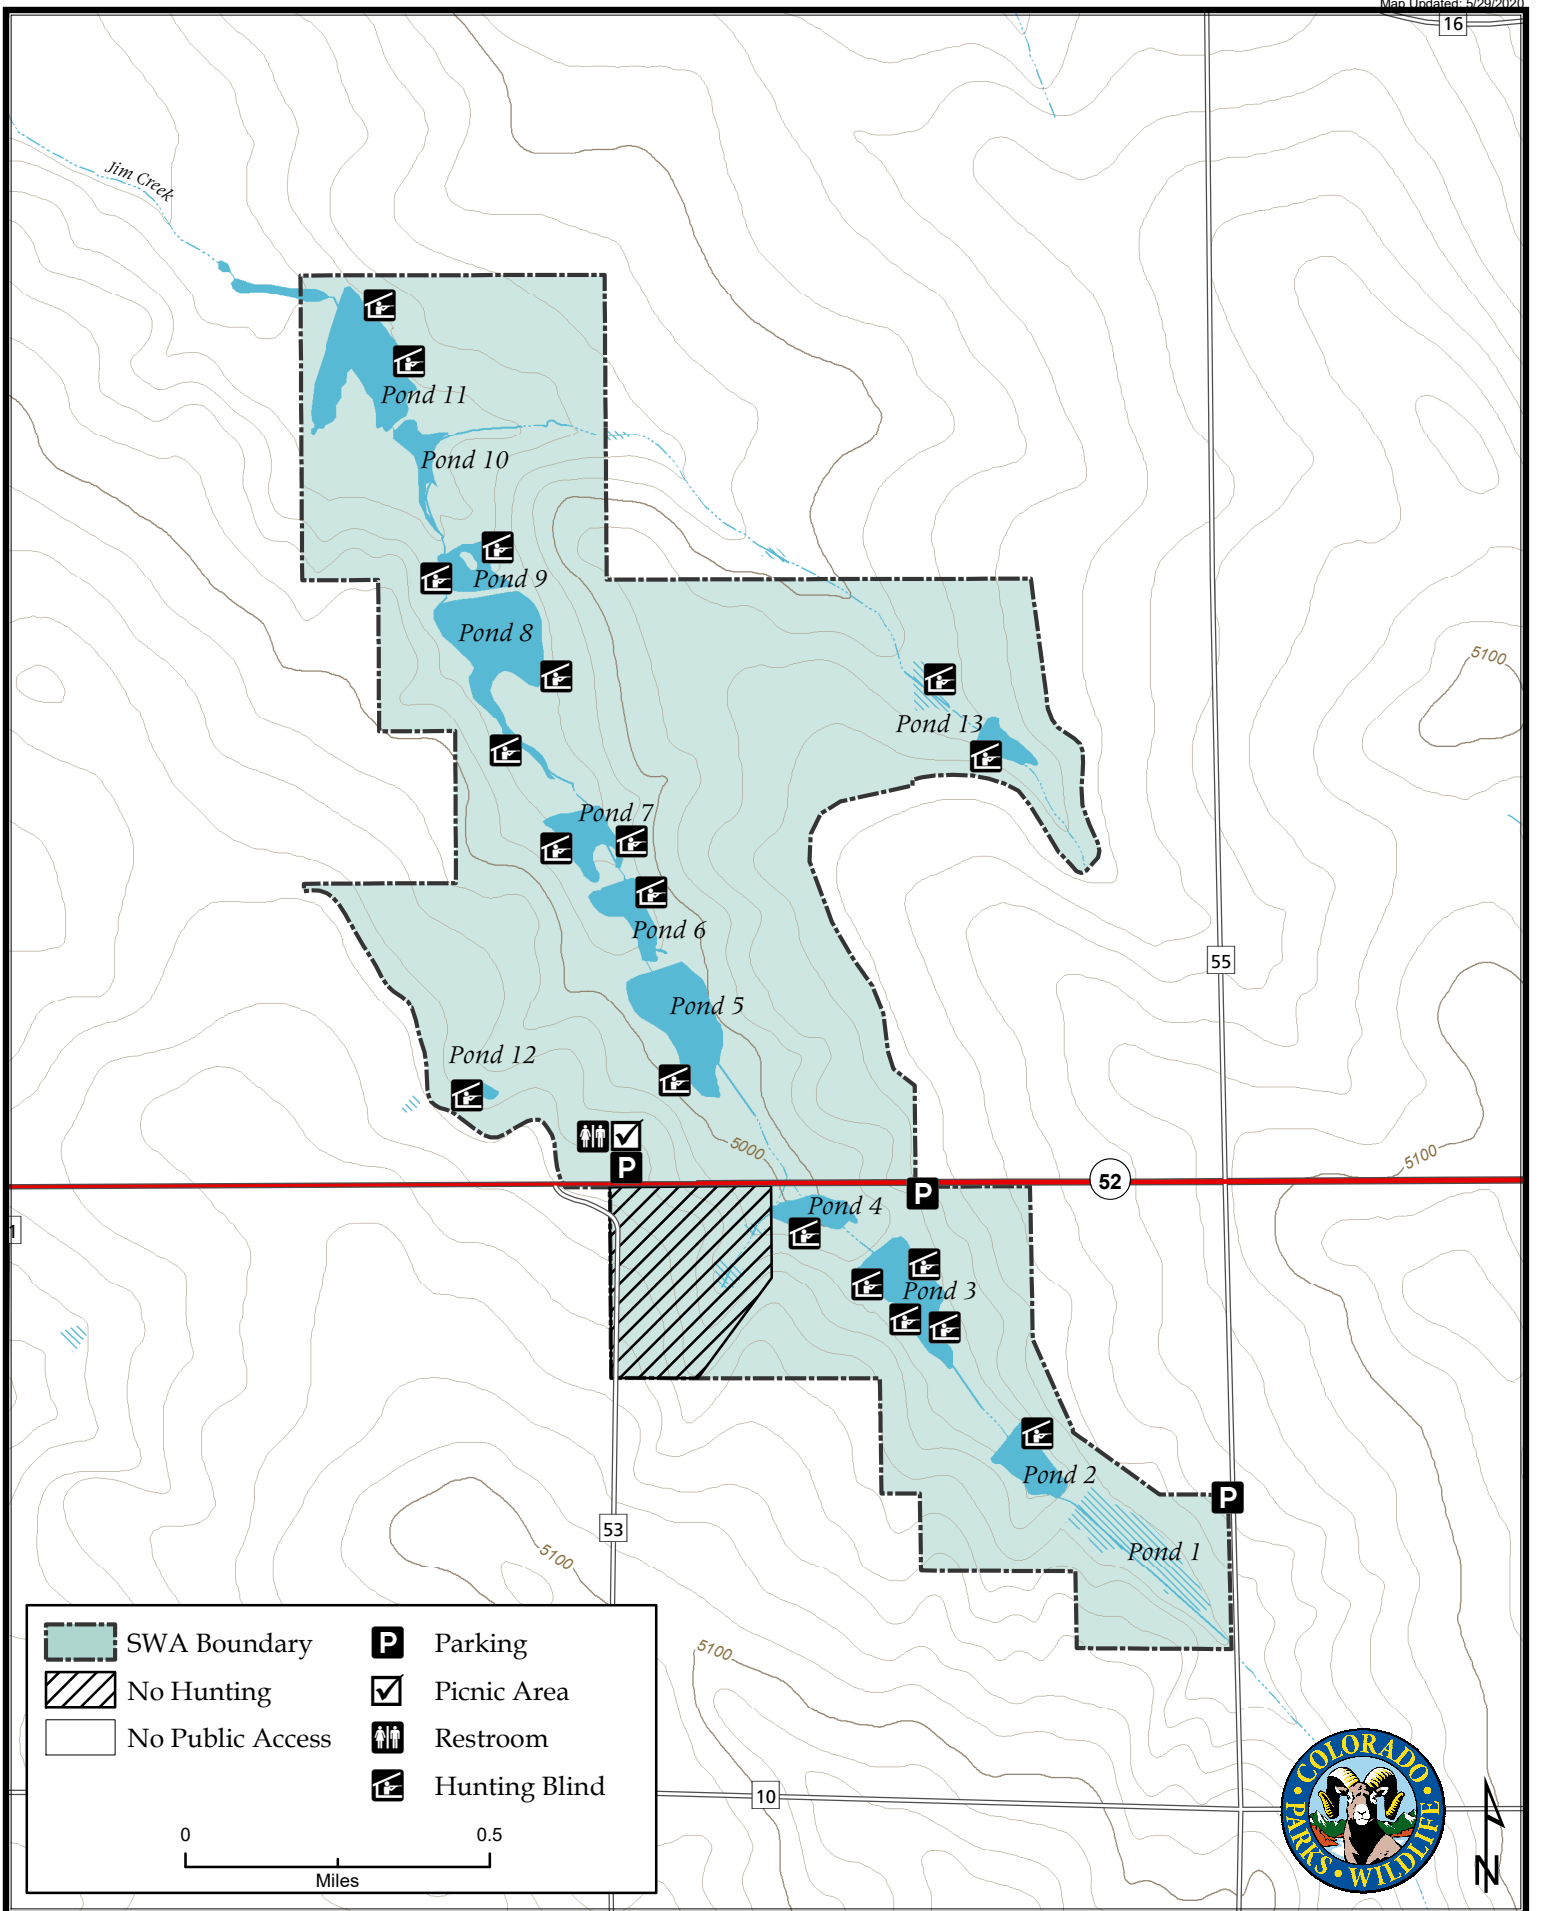 Map Updated: 5/29/2020
16
Jim Creek
Pond 11
Pond 10
Pond 9
Pond 8
5100
Pond 13
Pond 7
Pond 6
55
Pond 5
Pond 12
5000
5100
P
52
P
Pond 4
1
Pond 3
Pond 2
P
53
5100
Pond 1
SWA Boundary
P Parking
No Hunting
Picnic Area
No Public Access
Restroom
Hunting Blind
5100
10
0 0.5
Miles
COLORADO
PARKS • WILDLIFE
N